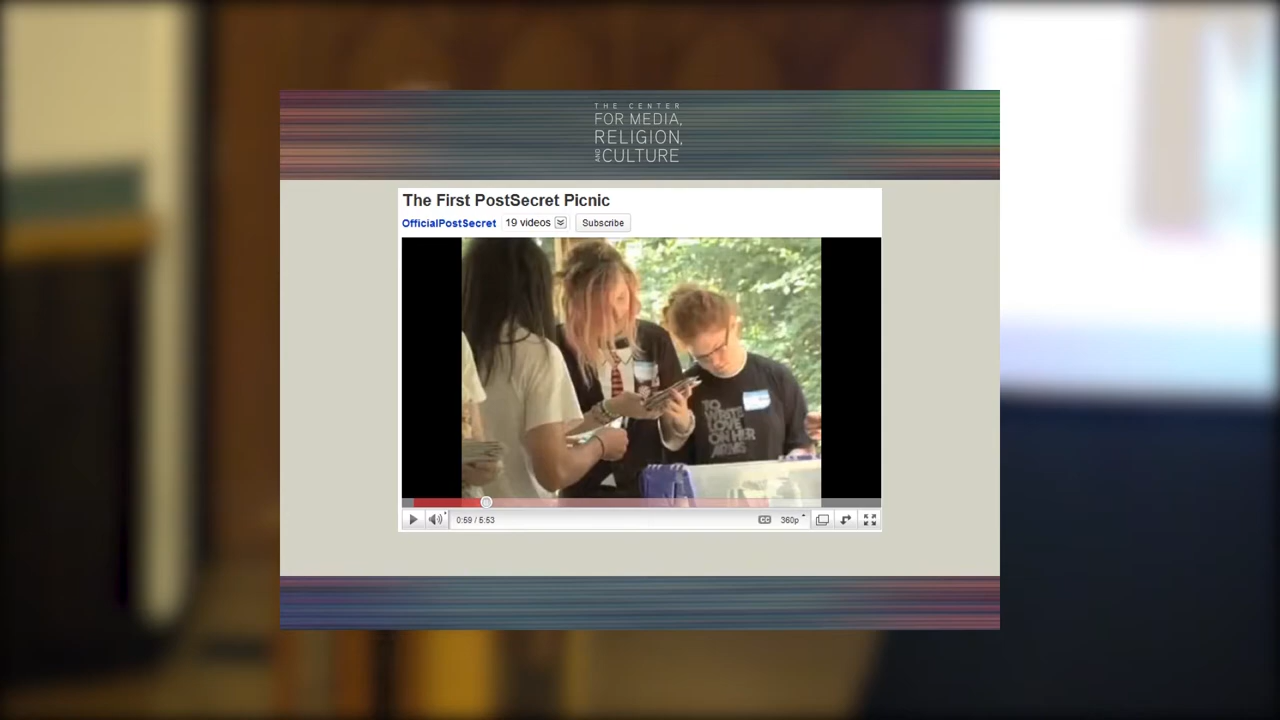 THE CENTER
FOR MEDIA,
RELIGION,
AND CULTURE
The First PostSecret Picnic
OfficialPostSecret 19 videos Subscribe
TO
WRITE
LOVE
ON HER
ARMS
0:59 / 5:53 CC 360p